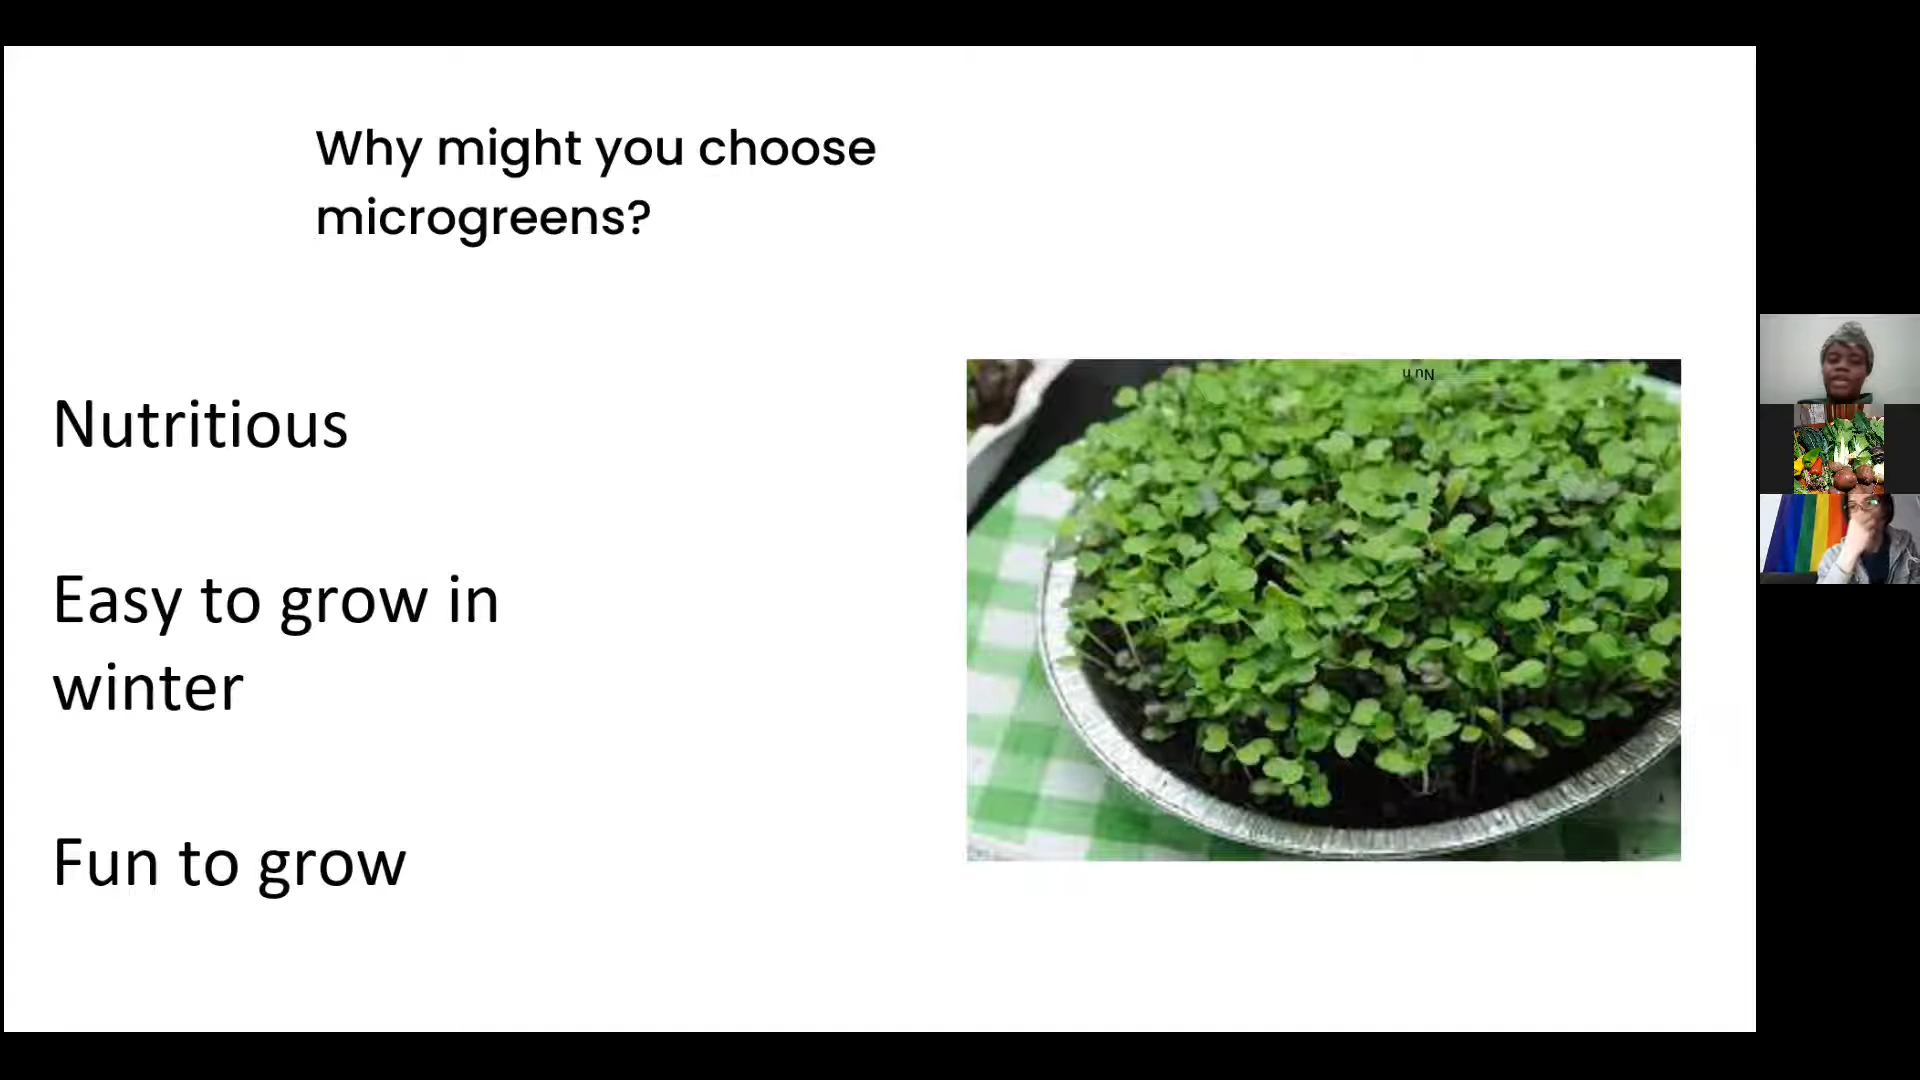 Why might you choose
microgreens?
Nutritious
Easy to grow in
winter
Fun to grow